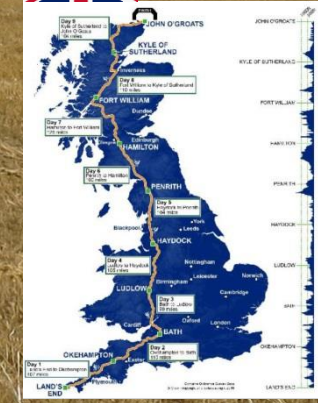 JOHN O'GROATS
Day 9
Kyle of Sutherland to
John O'Groats
KYLE OF
SUTHERLAND
Inverness
Day 8
Fort William to Kyle of Sutherland
FORT WILLIAM
Dundee
Day 7
Hamilton to Fort William
Edinburgh
HAMILTON
Day 6
Penrith to Hamilton
PENRITH
Day 5
Haydock to Penrith
York
Leeds
Blackpool
HAYDOCK
Day 4
Ludlow to Haydock
Nottingham
Leicester
Norwich
Birmingham
LUDLOW
Cambridge
Day 3
Bath to Ludlow
Oxford
London
Cardiff
BATH
Day 2
Okehampton to Bath
OKEHAMPTON
Exeter
Day 1
Land's End to Okehampton
Plymouth
LAND'S
END
JOHN O'GROATS
KYLE OF SUTHERLAND
FORT WILLIAM
HAMILTON
PENRITH
HAYDOCK
LUDLOW
BATH
OKEHAMPTON
LAND'S END